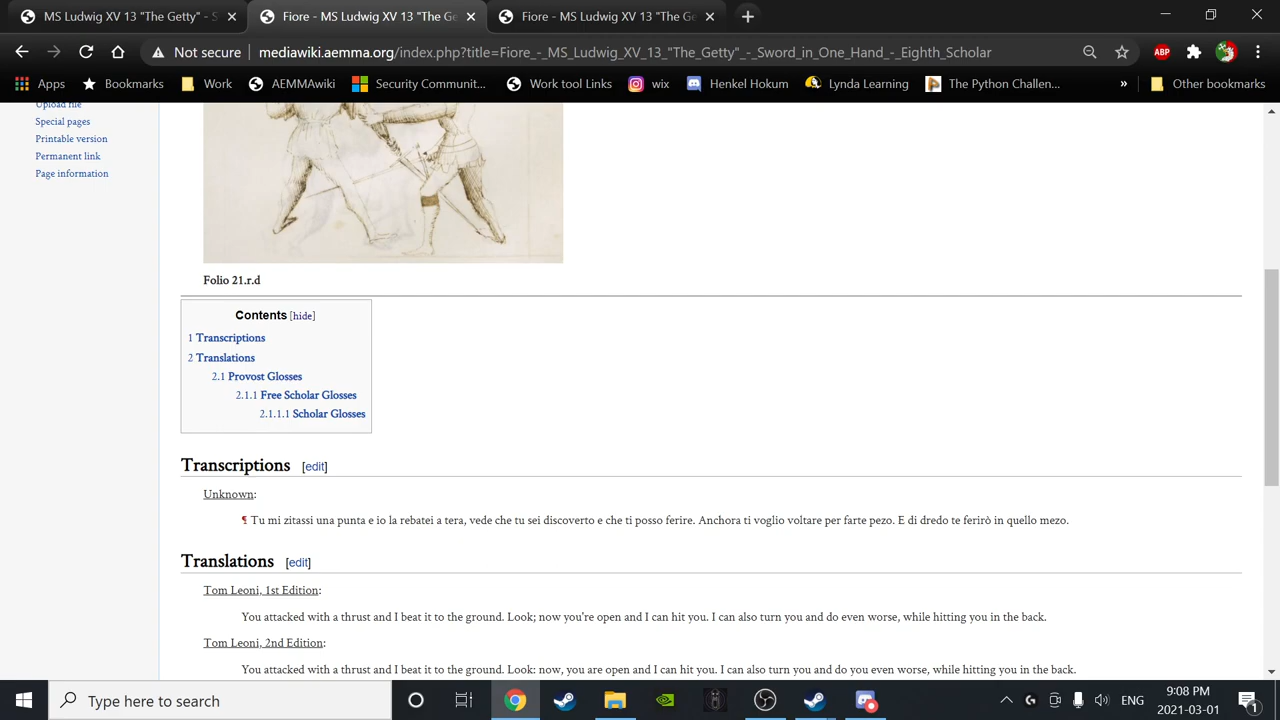 MS Ludwig XV 13 "The Getty" - S
Fiore - MS Ludwig XV 13 "The Ge
Fiore - MS Ludwig XV 13 "The Ge
Not secure
mediawiki.aemma.org/index.php?title=Fiore_-_MS_Ludwig_XV_13_"The_Getty"_-_Sword_in_One_Hand_-_Eighth_Scholar
ABP
Apps
Bookmarks
Work
AEMMAwiki
Security Communit...
Work tool Links
wix
Henkel Hokum
Lynda Learning
The Python Challen...
»
Other bookmarks
Upload file
Special pages
Printable version
Permanent link
Page information
Folio 21.r.d
Contents [hide]
1 Transcriptions
2 Translations
2.1 Provost Glosses
2.1.1 Free Scholar Glosses
2.1.1.1 Scholar Glosses
Transcriptions [edit]
Unknown:
¶ Tu mi zitassi una punta e io la rebatei a tera, vede che tu sei discoverto e che ti posso ferire. Anchora ti voglio voltare per farte pezo. E di dredo te ferirò in quello mezo.
Translations [edit]
Tom Leoni, 1st Edition:
You attacked with a thrust and I beat it to the ground. Look; now you're open and I can hit you. I can also turn you and do even worse, while hitting you in the back.
Tom Leoni, 2nd Edition:
You attacked with a thrust and I beat it to the ground. Look: now, you are open and I can hit you. I can also turn you and do you even worse, while hitting you in the back.
Type here to search
ENG
9:08 PM
2021-03-01
1